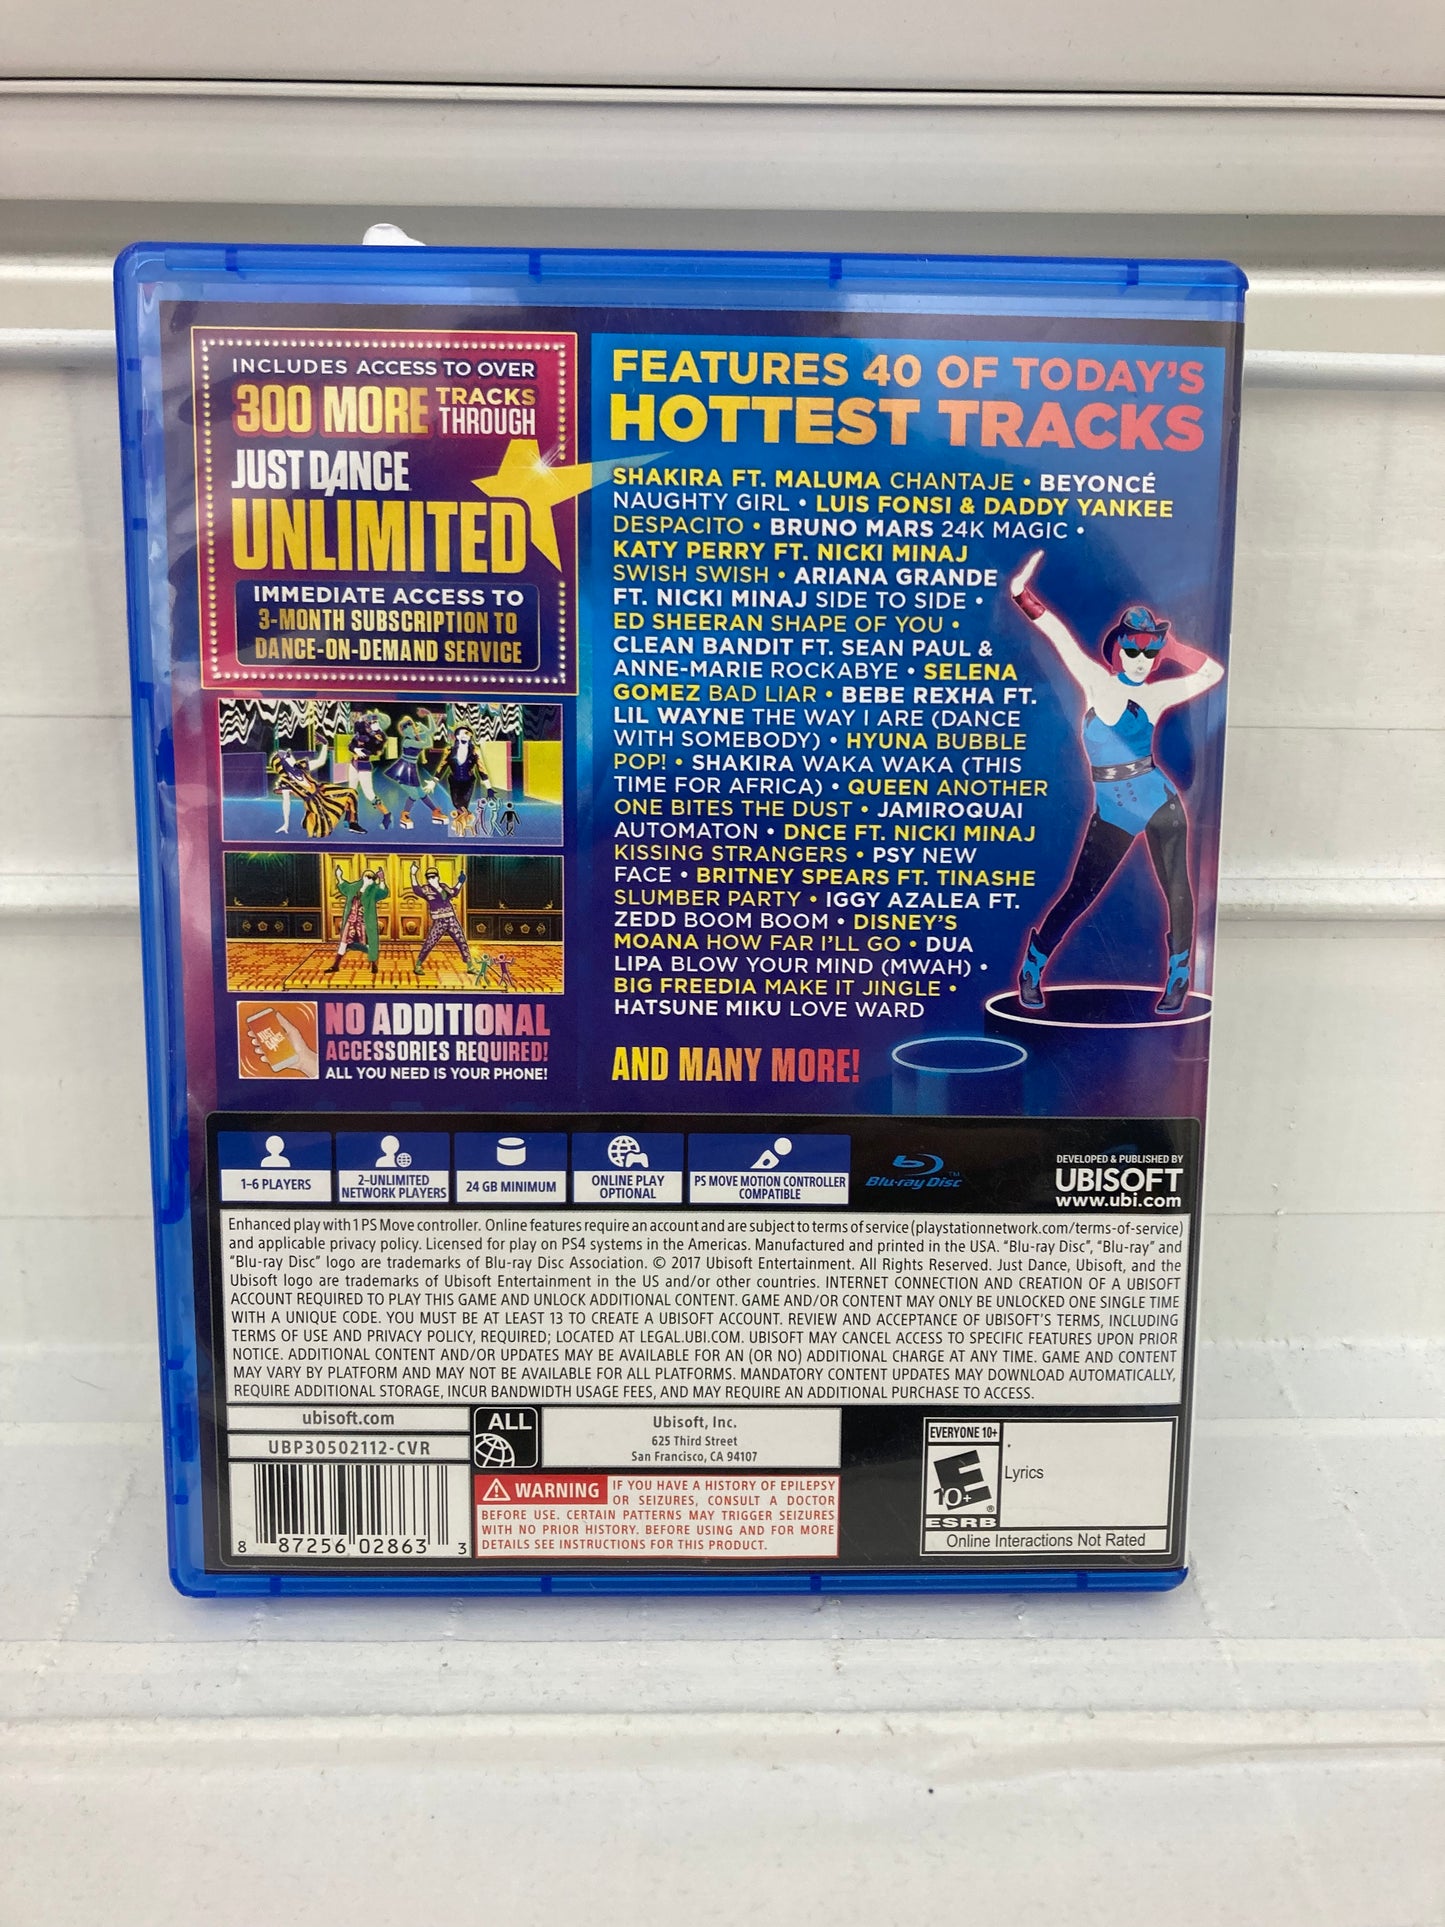 INCLUDES ACCESS TO OVER
300 MORE TRACKS THROUGH
JUST DANCE
UNLIMITED
IMMEDIATE ACCESS TO
3-MONTH SUBSCRIPTION TO
DANCE-ON-DEMAND SERVICE
JUST DANCE
NO ADDITIONAL
ACCESSORIES REQUIRED!
ALL YOU NEED IS YOUR PHONE!
FEATURES 40 OF TODAY'S
HOTTEST TRACKS
SHAKIRA FT. MALUMA CHANTAJE • BEYONCÉ
NAUGHTY GIRL • LUIS FONSI & DADDY YANKEE
DESPACITO • BRUNO MARS 24K MAGIC •
KATY PERRY FT. NICKI MINAJ
SWISH SWISH • ARIANA GRANDE
FT. NICKI MINAJ SIDE TO SIDE •
ED SHEERAN SHAPE OF YOU •
CLEAN BANDIT FT. SEAN PAUL &
ANNE-MARIE ROCKABYE • SELENA
GOMEZ BAD LIAR • BEBE REXHA FT.
LIL WAYNE THE WAY I ARE (DANCE
WITH SOMEBODY) • HYUNA BUBBLE
POP! • SHAKIRA WAKA WAKA (THIS
TIME FOR AFRICA) • QUEEN ANOTHER
ONE BITES THE DUST • JAMIROQUAI
AUTOMATON • DNCE FT. NICKI MINAJ
KISSING STRANGERS • PSY NEW
FACE • BRITNEY SPEARS FT. TINASHE
SLUMBER PARTY • IGGY AZALEA FT.
ZEDD BOOM BOOM • DISNEY'S
MOANA HOW FAR I'LL GO • DUA
LIPA BLOW YOUR MIND (MWAH) •
BIG FREEDIA MAKE IT JINGLE •
HATSUNE MIKU LOVE WARD
AND MANY MORE!
1-6 PLAYERS
2-UNLIMITED
NETWORK PLAYERS
24 GB MINIMUM
ONLINE PLAY
OPTIONAL
PS MOVE MOTION CONTROLLER
COMPATIBLE
Blu-ray Disc™
DEVELOPED & PUBLISHED BY
UBISOFT
www.ubi.com
Enhanced play with 1 PS Move controller. Online features require an account and are subject to terms of service (playstationnetwork.com/terms-of-service)
and applicable privacy policy. Licensed for play on PS4 systems in the Americas. Manufactured and printed in the USA. "Blu-ray Disc", "Blu-ray" and
"Blu-ray Disc" logo are trademarks of Blu-ray Disc Association. © 2017 Ubisoft Entertainment. All Rights Reserved. Just Dance, Ubisoft, and the
Ubisoft logo are trademarks of Ubisoft Entertainment in the US and/or other countries. INTERNET CONNECTION AND CREATION OF A UBISOFT
ACCOUNT REQUIRED TO PLAY THIS GAME AND UNLOCK ADDITIONAL CONTENT. GAME AND/OR CONTENT MAY ONLY BE UNLOCKED ONE SINGLE TIME
WITH A UNIQUE CODE. YOU MUST BE AT LEAST 13 TO CREATE A UBISOFT ACCOUNT. REVIEW AND ACCEPTANCE OF UBISOFT'S TERMS, INCLUDING
TERMS OF USE AND PRIVACY POLICY, REQUIRED; LOCATED AT LEGAL.UBI.COM. UBISOFT MAY CANCEL ACCESS TO SPECIFIC FEATURES UPON PRIOR
NOTICE. ADDITIONAL CONTENT AND/OR UPDATES MAY BE AVAILABLE FOR AN (OR NO) ADDITIONAL CHARGE AT ANY TIME. GAME AND CONTENT
MAY VARY BY PLATFORM AND MAY NOT BE AVAILABLE FOR ALL PLATFORMS. MANDATORY CONTENT UPDATES MAY DOWNLOAD AUTOMATICALLY,
REQUIRE ADDITIONAL STORAGE, INCUR BANDWIDTH USAGE FEES, AND MAY REQUIRE AN ADDITIONAL PURCHASE TO ACCESS.
ubisoft.com
UBP30502112-CVR
8 87256 02863 3
ALL
Ubisoft, Inc.
625 Third Street
San Francisco, CA 94107
WARNING IF YOU HAVE A HISTORY OF EPILEPSY
OR SEIZURES, CONSULT A DOCTOR
BEFORE USE. CERTAIN PATTERNS MAY TRIGGER SEIZURES
WITH NO PRIOR HISTORY. BEFORE USING AND FOR MORE
DETAILS SEE INSTRUCTIONS FOR THIS PRODUCT.
EVERYONE 10+
E
10+
®
ESRB
Lyrics
Online Interactions Not Rated